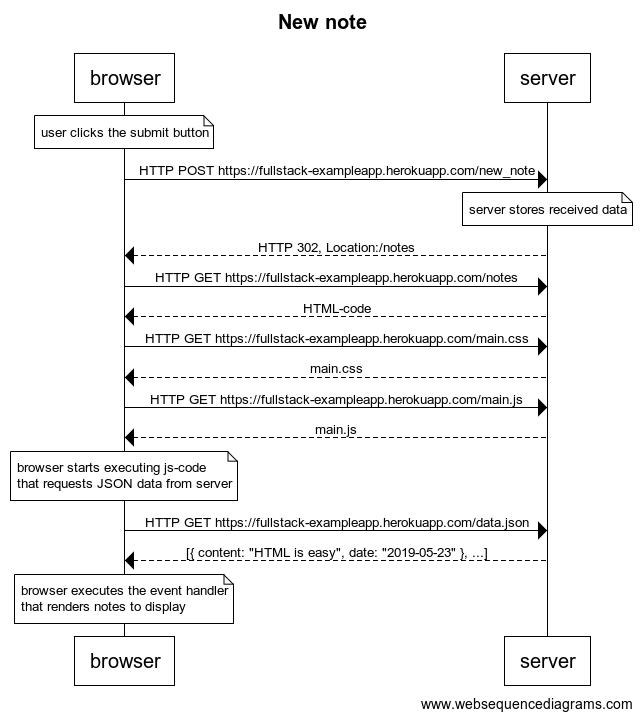 New note
browser
server
user clicks the submit button
HTTP POST https://fullstack-exampleapp.herokuapp.com/new_note
server stores received data
HTTP 302, Location:/notes
HTTP GET https://fullstack-exampleapp.herokuapp.com/notes
HTML-code
HTTP GET https://fullstack-exampleapp.herokuapp.com/main.css
main.css
HTTP GET https://fullstack-exampleapp.herokuapp.com/main.js
main.js
browser starts executing js-code
that requests JSON data from server
HTTP GET https://fullstack-exampleapp.herokuapp.com/data.json
[{ content: "HTML is easy", date: "2019-05-23" }, ...]
browser executes the event handler
that renders notes to display
browser
server
www.websequencediagrams.com